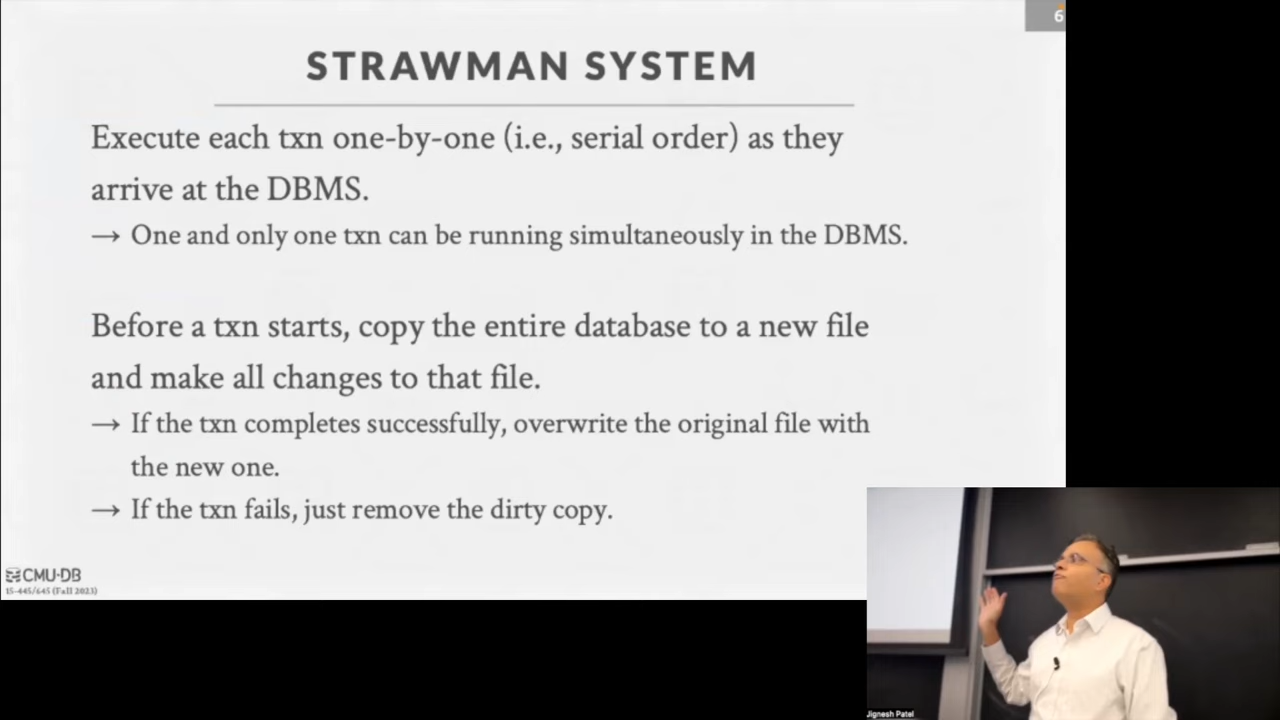 6
STRAWMAN SYSTEM
Execute each txn one-by-one (i.e., serial order) as they
arrive at the DBMS.
→ One and only one txn can be running simultaneously in the DBMS.
Before a txn starts, copy the entire database to a new file
and make all changes to that file.
→ If the txn completes successfully, overwrite the original file with
the new one.
→ If the txn fails, just remove the dirty copy.
CMU·DB
15-445/645 (Fall 2023)
Jignesh Patel